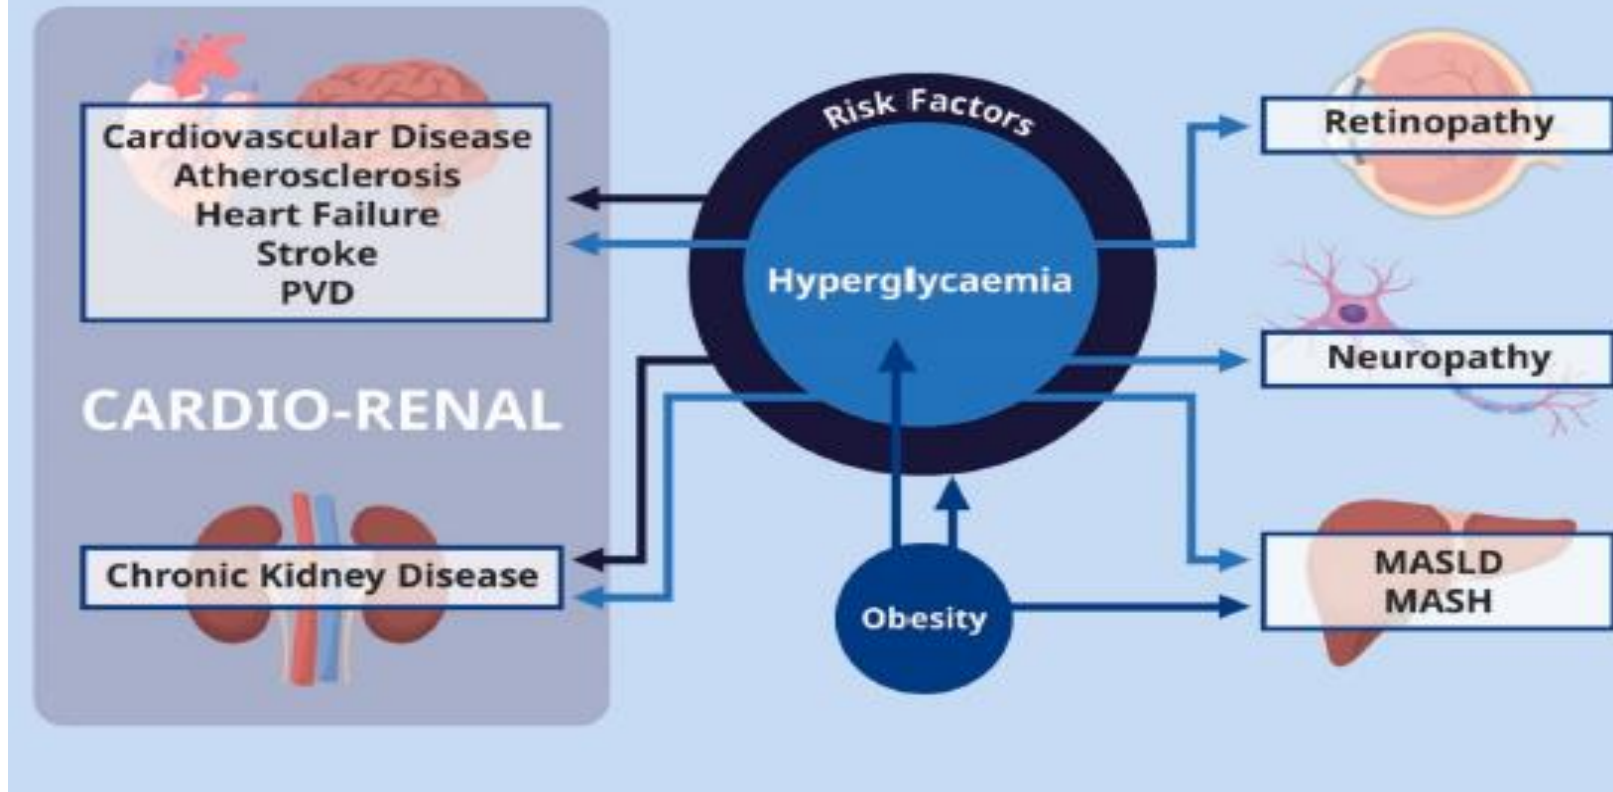 Cardiovascular Disease
Atherosclerosis
Heart Failure
Stroke
PVD
CARDIO-RENAL
Chronic Kidney Disease
Risk Factors
Hyperglycaemia
Obesity
Retinopathy
Neuropathy
MASLD
MASH